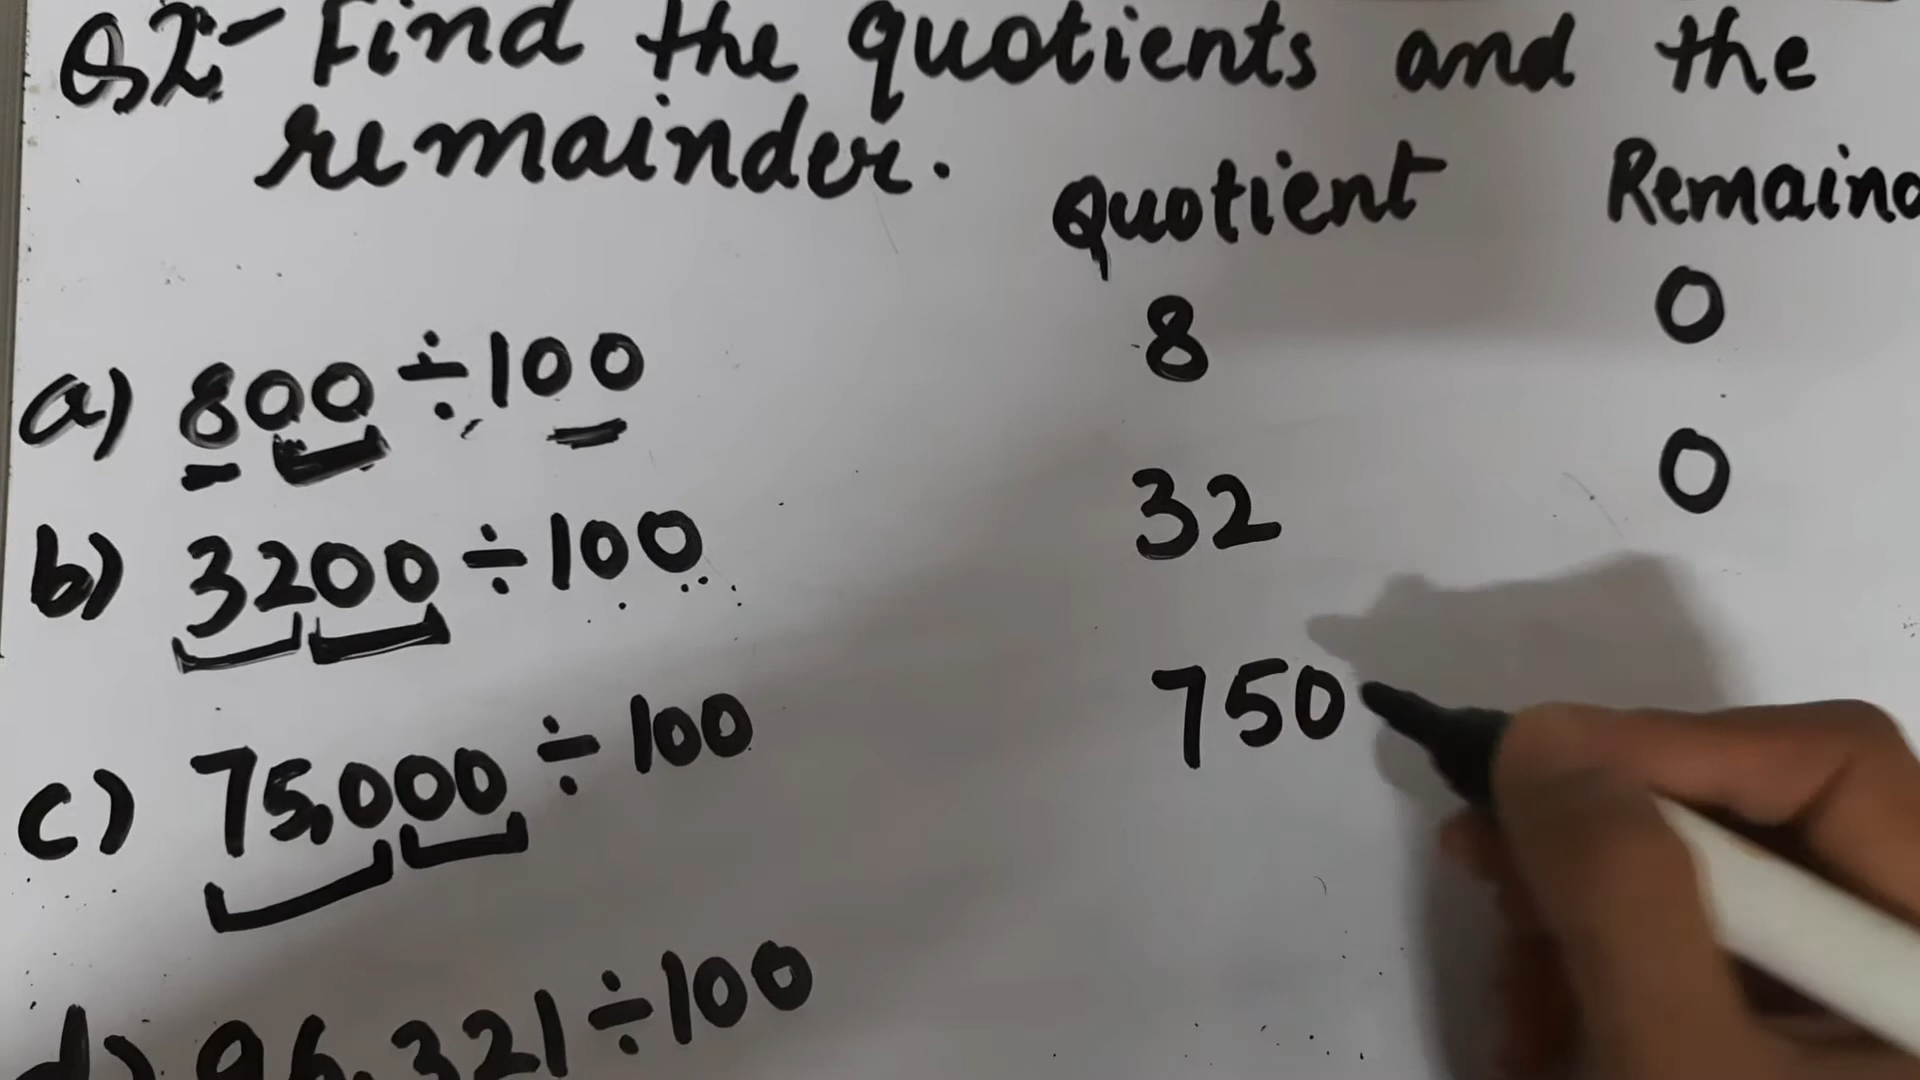 Q2- Find the quotients and the
remainder.
Quotient Remaind
a) 800 ÷ 100 8 0
b) 3200 ÷ 100 32 0
c) 75,000 ÷ 100 750
d) 96,321 ÷ 100